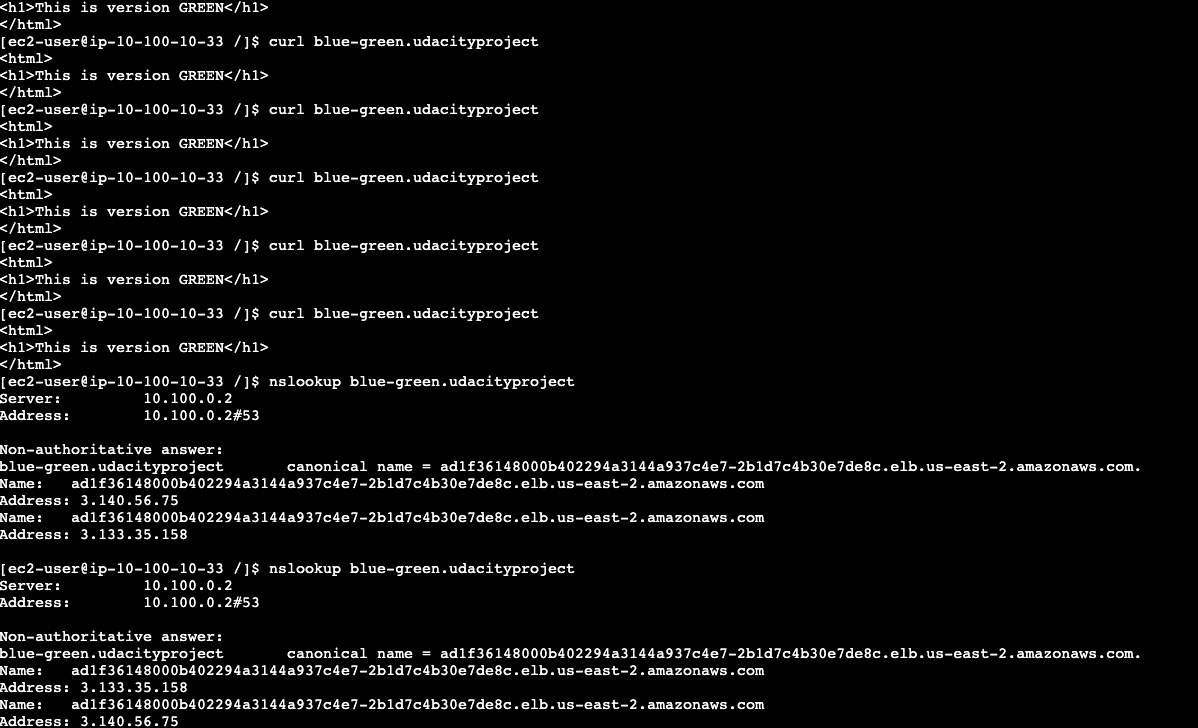 <h1>This is version GREEN</h1>
</html>
[ec2-user@ip-10-100-10-33 /]$ curl blue-green.udacityproject
<html>
<h1>This is version GREEN</h1>
</html>
[ec2-user@ip-10-100-10-33 /]$ curl blue-green.udacityproject
<html>
<h1>This is version GREEN</h1>
</html>
[ec2-user@ip-10-100-10-33 /]$ curl blue-green.udacityproject
<html>
<h1>This is version GREEN</h1>
</html>
[ec2-user@ip-10-100-10-33 /]$ curl blue-green.udacityproject
<html>
<h1>This is version GREEN</h1>
</html>
[ec2-user@ip-10-100-10-33 /]$ curl blue-green.udacityproject
<html>
<h1>This is version GREEN</h1>
</html>
[ec2-user@ip-10-100-10-33 /]$ nslookup blue-green.udacityproject
Server:         10.100.0.2
Address:        10.100.0.2#53

Non-authoritative answer:
blue-green.udacityproject       canonical name = ad1f36148000b402294a3144a937c4e7-2b1d7c4b30e7de8c.elb.us-east-2.amazonaws.com.
Name:   ad1f36148000b402294a3144a937c4e7-2b1d7c4b30e7de8c.elb.us-east-2.amazonaws.com
Address: 3.140.56.75
Name:   ad1f36148000b402294a3144a937c4e7-2b1d7c4b30e7de8c.elb.us-east-2.amazonaws.com
Address: 3.133.35.158

[ec2-user@ip-10-100-10-33 /]$ nslookup blue-green.udacityproject
Server:         10.100.0.2
Address:        10.100.0.2#53

Non-authoritative answer:
blue-green.udacityproject       canonical name = ad1f36148000b402294a3144a937c4e7-2b1d7c4b30e7de8c.elb.us-east-2.amazonaws.com.
Name:   ad1f36148000b402294a3144a937c4e7-2b1d7c4b30e7de8c.elb.us-east-2.amazonaws.com
Address: 3.133.35.158
Name:   ad1f36148000b402294a3144a937c4e7-2b1d7c4b30e7de8c.elb.us-east-2.amazonaws.com
Address: 3.140.56.75